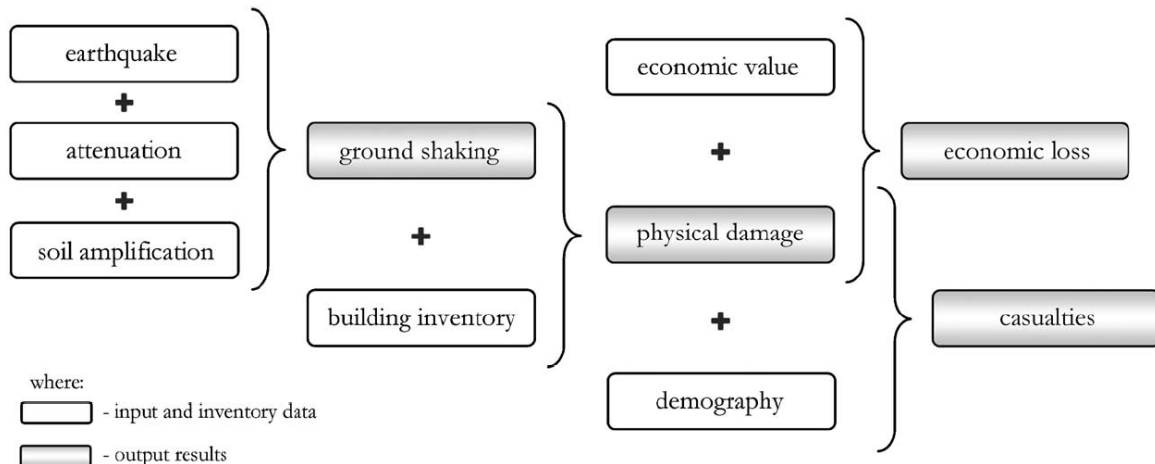 earthquake
+
attenuation
+
soil amplification
ground shaking
+
building inventory
economic value
+
physical damage
+
demography
economic loss
casualties
where:
- input and inventory data
- output results